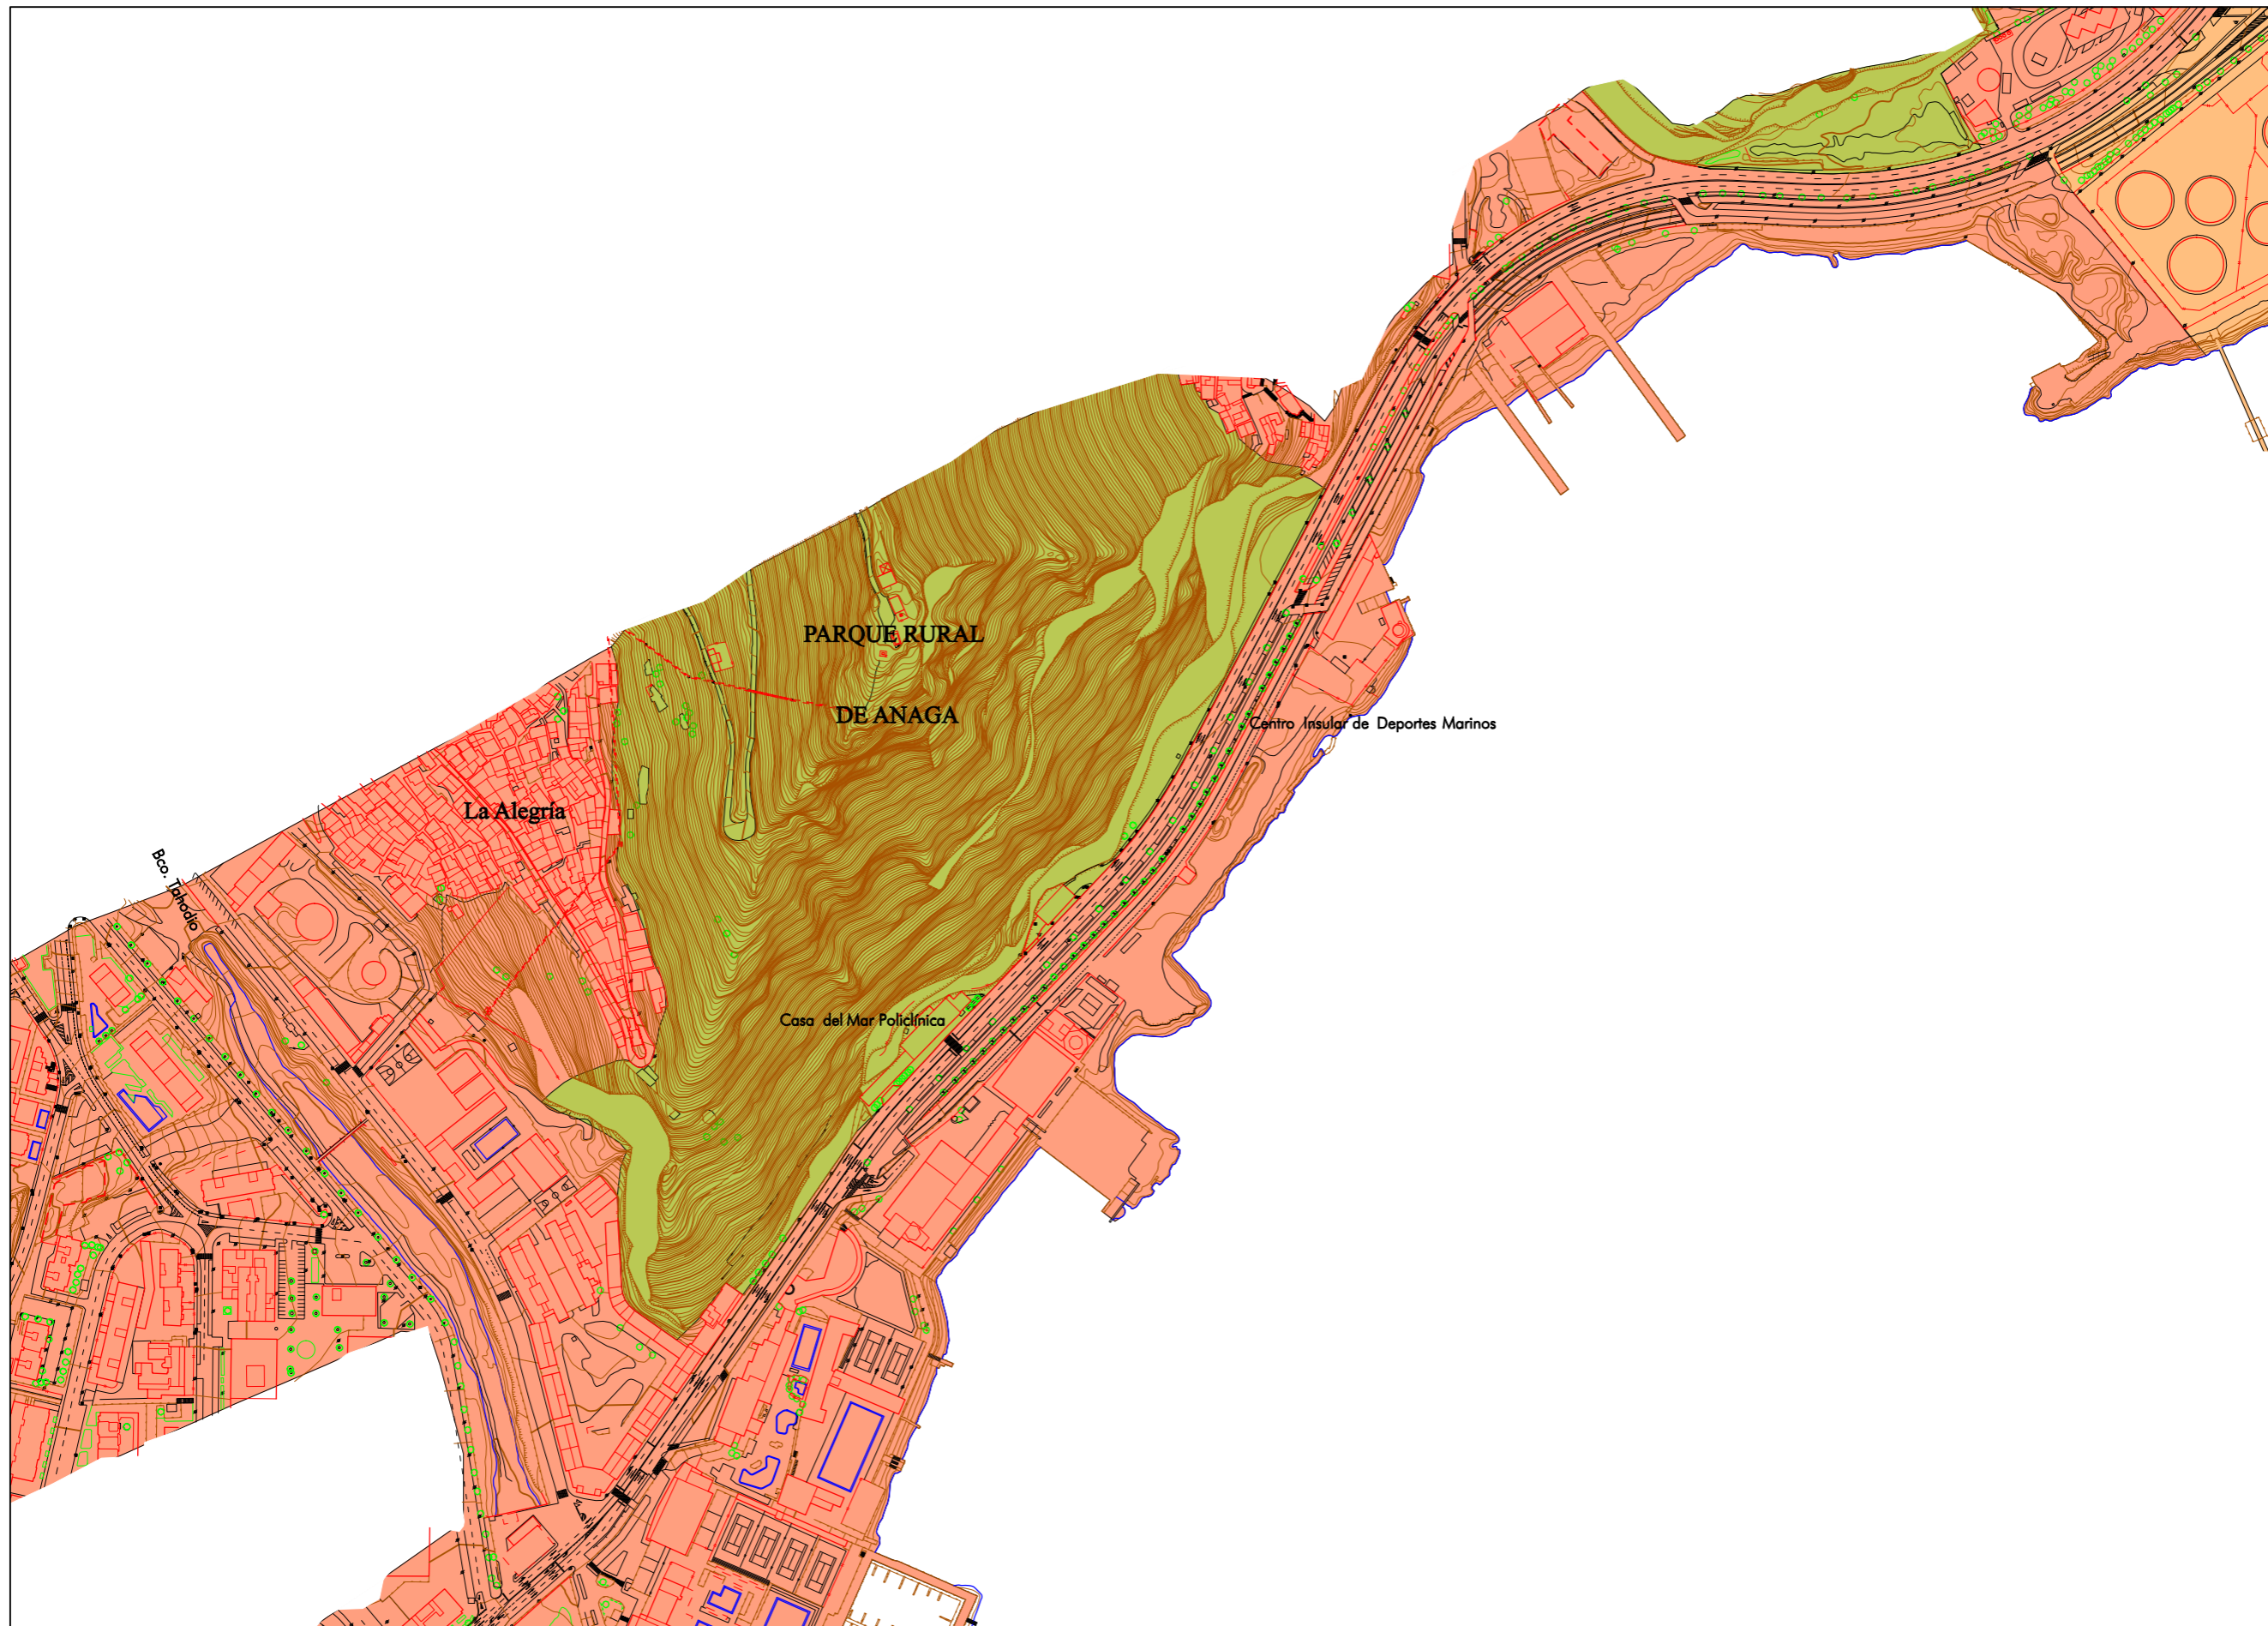 PARQUE RURAL
DE ANAGA
Centro Insular de Deportes Marinos
La Alegría
Bco. Tahodio
Casa del Mar Policlínica